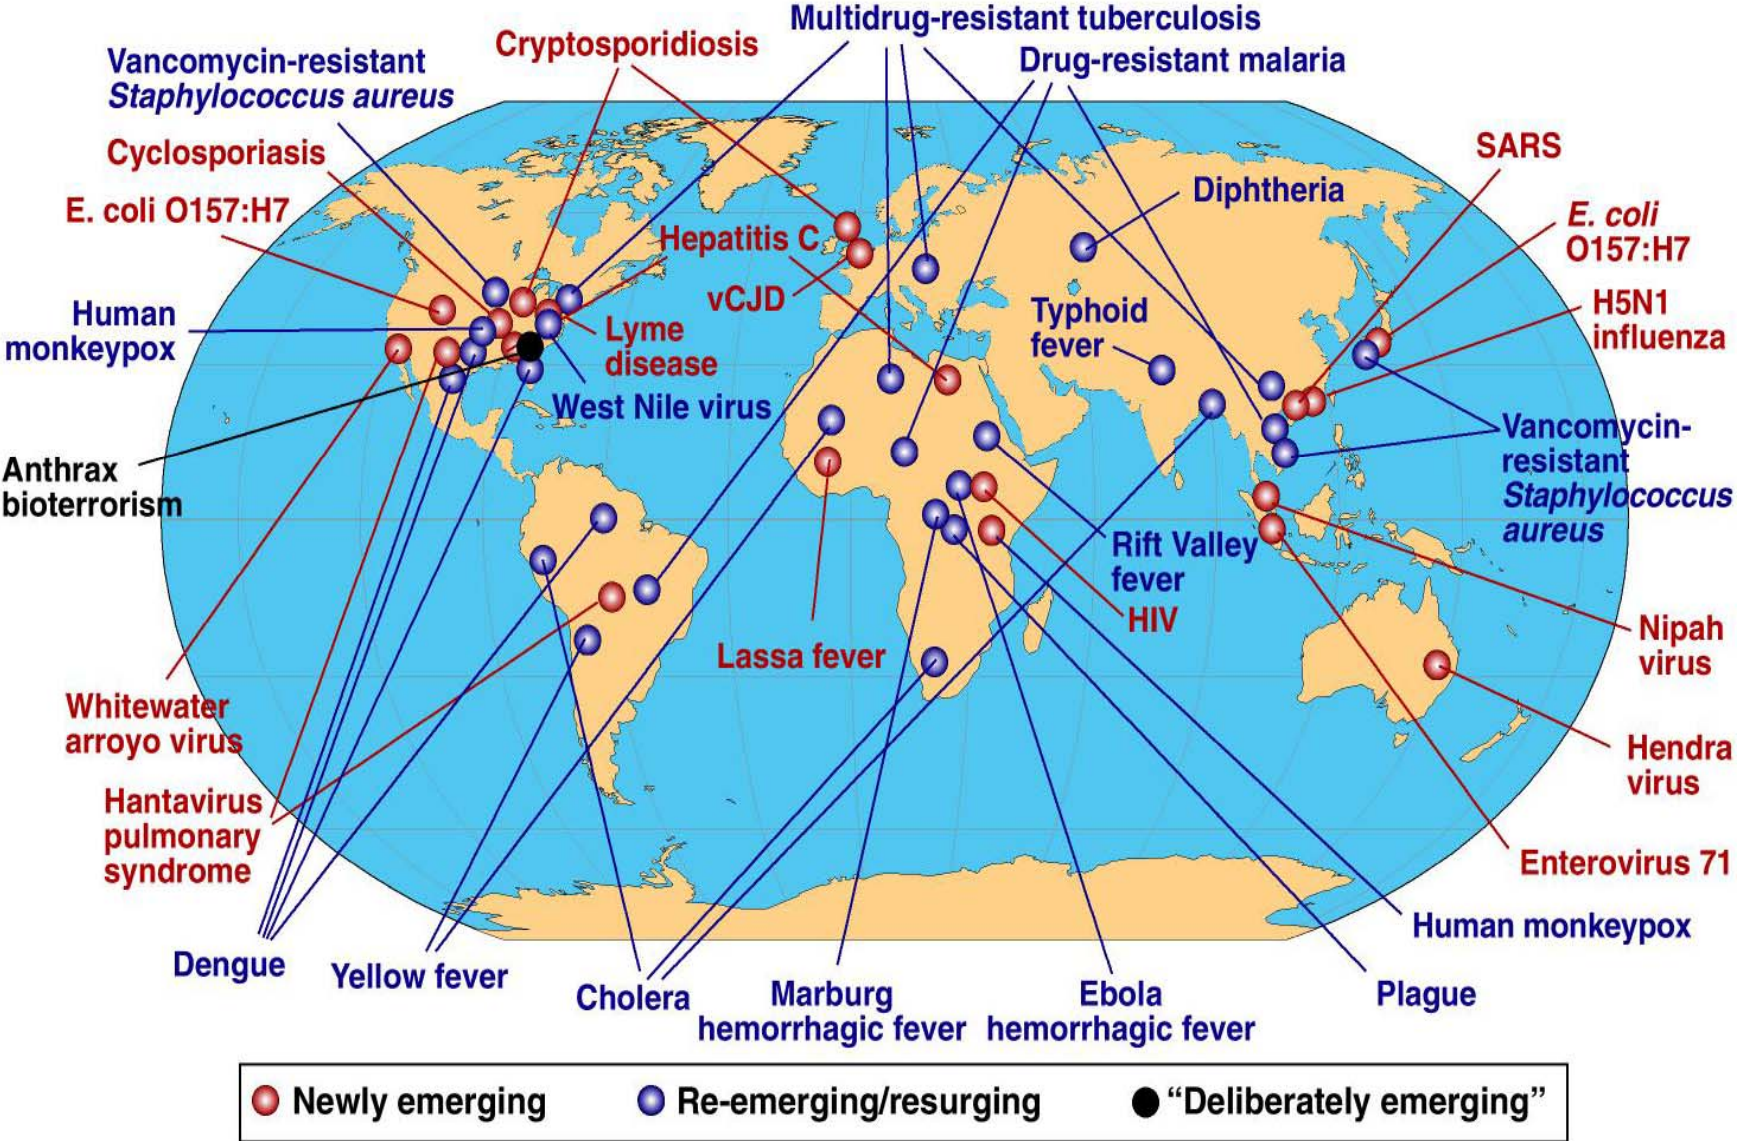 Multidrug-resistant tuberculosis
Cryptosporidiosis
Drug-resistant malaria
Vancomycin-resistant
Staphylococcus aureus
Cyclosporiasis
E. coli O157:H7
SARS
Diphtheria
E. coli
O157:H7
Hepatitis C
vCJD
Human
monkeypox
Lyme
disease
Typhoid
fever
H5N1
influenza
West Nile virus
Anthrax
bioterrorism
Vancomycin-
resistant
Staphylococcus
aureus
Rift Valley
fever
HIV
Lassa fever
Nipah
virus
Whitewater
arroyo virus
Hendra
virus
Hantavirus
pulmonary
syndrome
Enterovirus 71
Human monkeypox
Dengue
Yellow fever
Cholera
Marburg
hemorrhagic fever
Ebola
hemorrhagic fever
Plague
Newly emerging
Re-emerging/resurging
“Deliberately emerging”